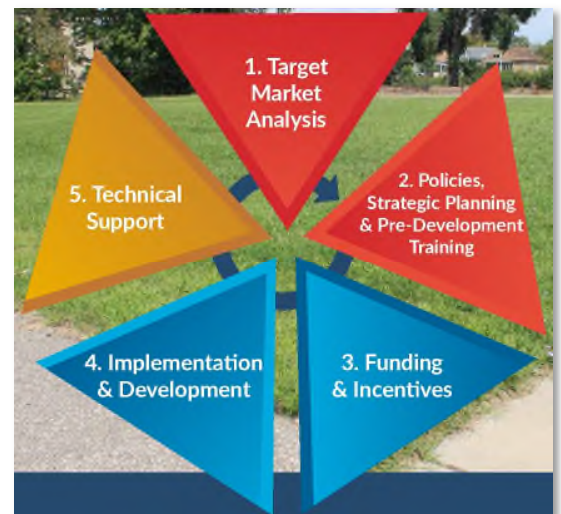 1. Target
Market
Analysis
2. Policies,
Strategic Planning
& Pre-Development
Training
3. Funding
& Incentives
4. Implementation
& Development
5. Technical
Support